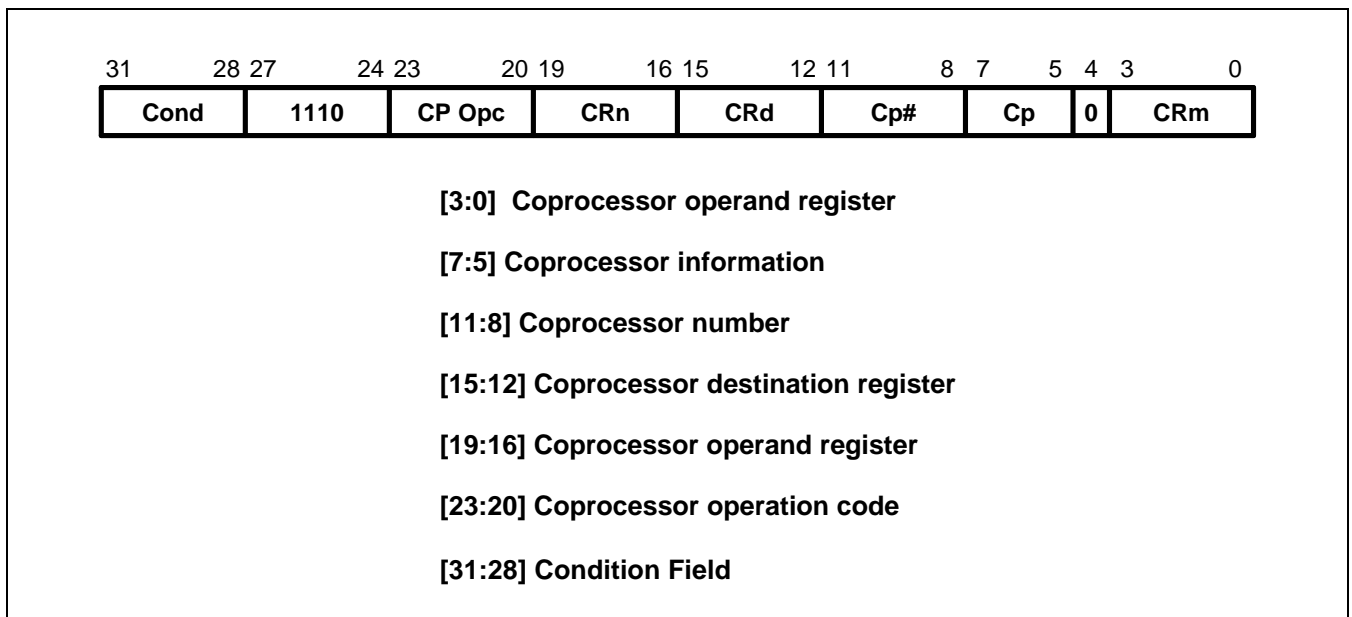 31 28 27 24 23 20 19 16 15 12 11 8 7 5 4 3 0
Cond 1110 CP Opc CRn CRd Cp# Cp 0 CRm
[3:0] Coprocessor operand register
[7:5] Coprocessor information
[11:8] Coprocessor number
[15:12] Coprocessor destination register
[19:16] Coprocessor operand register
[23:20] Coprocessor operation code
[31:28] Condition Field